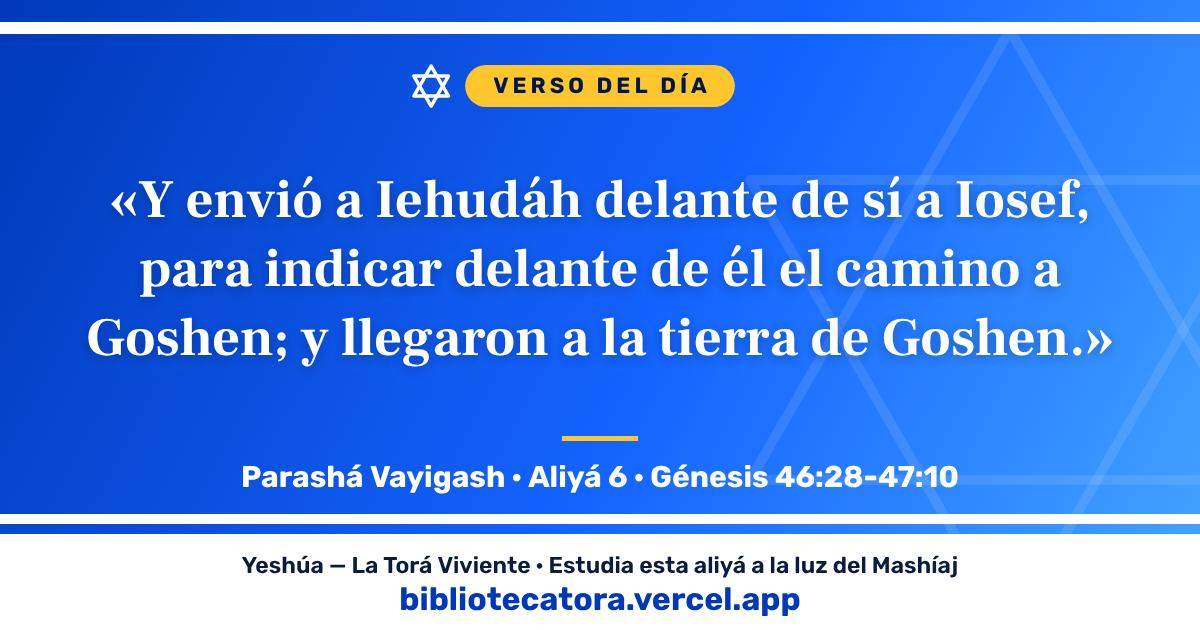 VERSO DEL DÍA
«Y envió a Iehudáh delante de sí a Iosef,
para indicar delante de él el camino a
Goshen; y llegaron a la tierra de Goshen.»
Parashá Vayigash • Aliyá 6 • Génesis 46:28-47:10
Yeshúa — La Torá Viviente • Estudia esta aliyá a la luz del Mashíaj
bibliotecatora.vercel.app